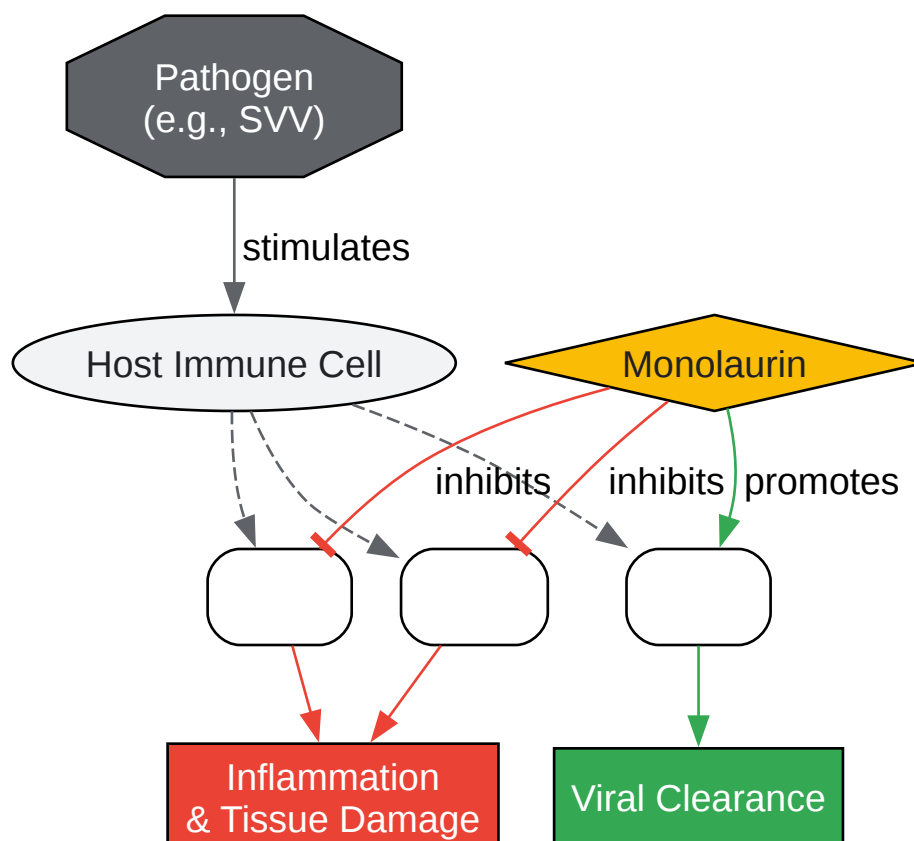 Pathogen
(e.g., SVV)
stimulates
Host Immune Cell
Monolaurin
inhibits
inhibits
promotes
Inflammation
& Tissue Damage
Viral Clearance